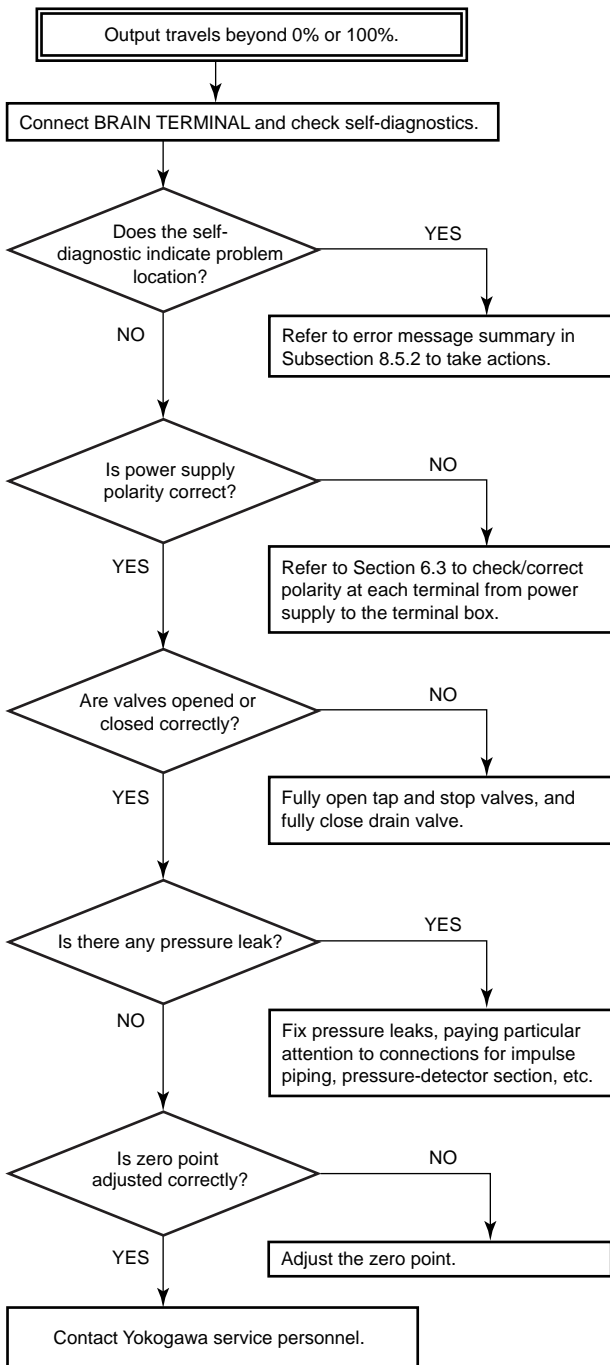 Output travels beyond 0% or 100%.
Connect BRAIN TERMINAL and check self-diagnostics.
Does the self-
diagnostic indicate problem
location?
YES
NO
Refer to error message summary in
Subsection 8.5.2 to take actions.
Is power supply
polarity correct?
NO
YES
Refer to Section 6.3 to check/correct
polarity at each terminal from power
supply to the terminal box.
Are valves opened or
closed correctly?
NO
YES
Fully open tap and stop valves, and
fully close drain valve.
Is there any pressure leak?
YES
NO
Fix pressure leaks, paying particular
attention to connections for impulse
piping, pressure-detector section, etc.
Is zero point
adjusted correctly?
NO
YES
Adjust the zero point.
Contact Yokogawa service personnel.